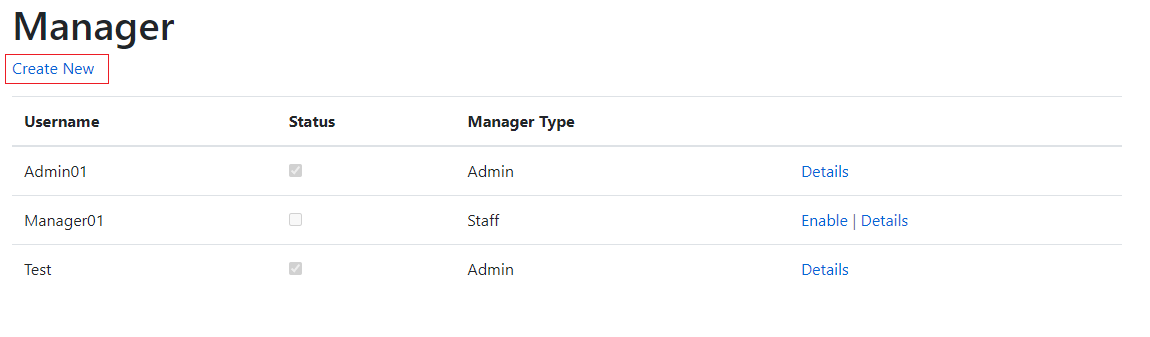 Manager
Create New
Username Status Manager Type
Admin01 Admin Details
Manager01 Staff Enable | Details
Test Admin Details